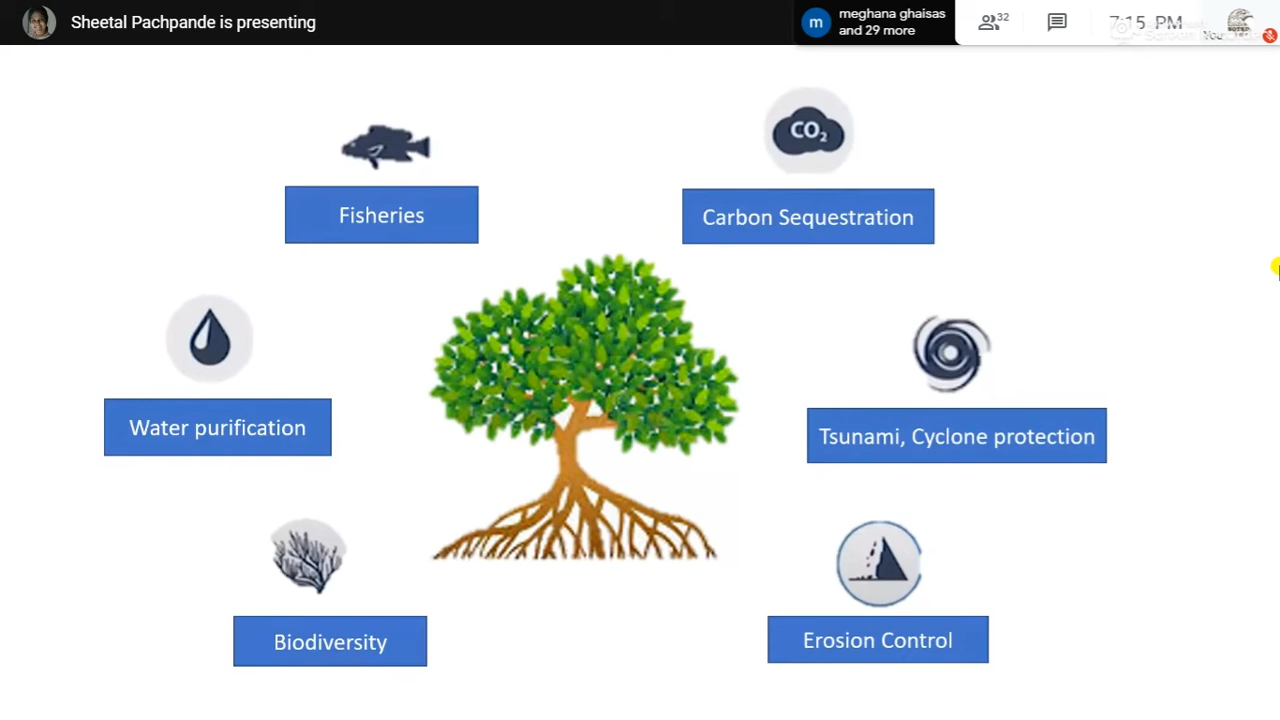 Sheetal Pachpande is presenting
m
meghana ghaisas
and 29 more
32
7:15 PM
You
CO₂
Fisheries
Carbon Sequestration
Water purification
Tsunami, Cyclone protection
Biodiversity
Erosion Control